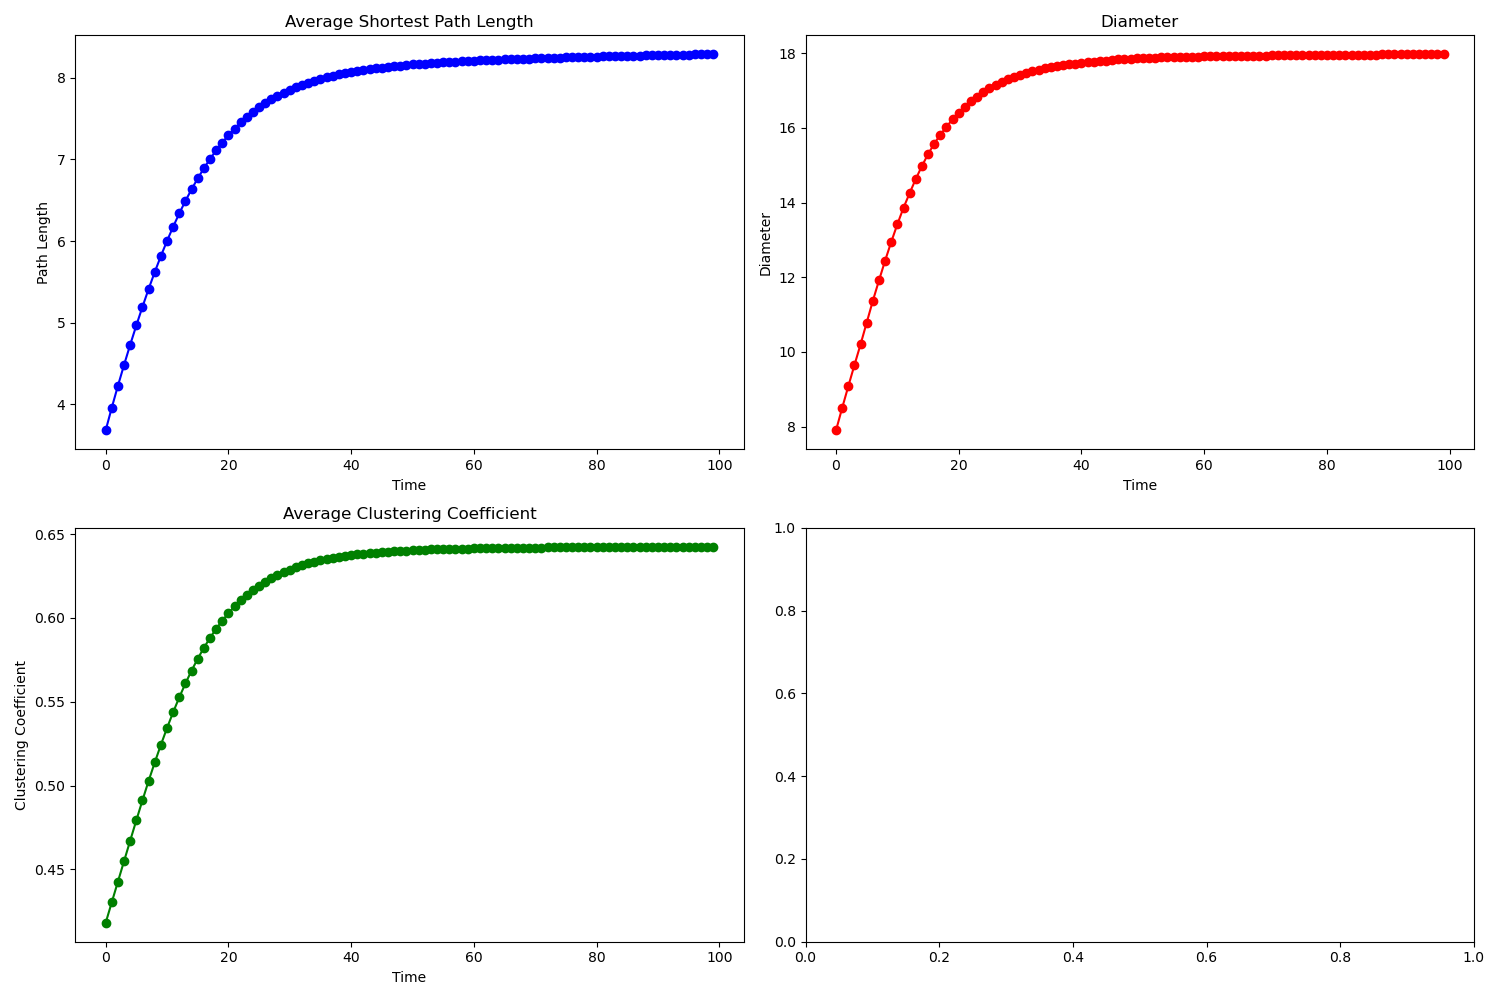 Average Shortest Path Length
Path Length
8
7
6
5
4
0 20 40 60 80 100
Time
Diameter
Diameter
18
16
14
12
10
8
0 20 40 60 80 100
Time
Average Clustering Coefficient
Clustering Coefficient
0.65
0.60
0.55
0.50
0.45
0 20 40 60 80 100
Time
1.0
0.8
0.6
0.4
0.2
0.0
0.0 0.2 0.4 0.6 0.8 1.0